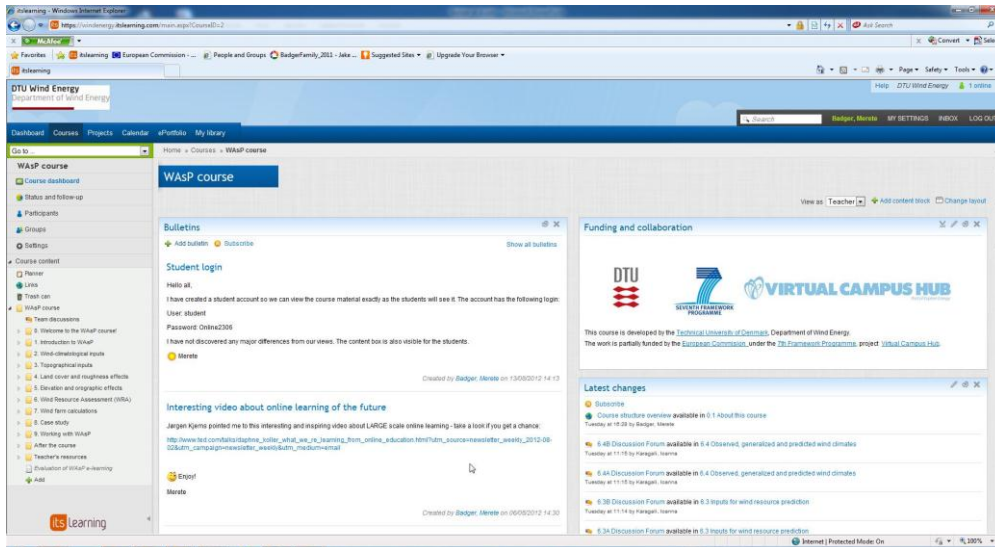 itslearning - Windows Internet Explorer
https://windenergy.itslearning.com/main.aspx?CourseID=2
Ask Search
McAfee
Convert
Favorites
itslearning
European Commission - ...
People and Groups
BadgerFamily_2011 - Jake ...
Suggested Sites
Upgrade Your Browser
itslearning
Page
Safety
Tools
DTU Wind Energy
Department of Wind Energy
Help
DTU Wind Energy
1 online
Search
Badger, Merete
MY SETTINGS
INBOX
LOG OUT
Dashboard
Courses
Projects
Calendar
ePortfolio
My library
Go to ...
Home » Courses » WAsP course
WAsP course
Course dashboard
Status and follow-up
Participants
Groups
Settings
Course content
Planner
Links
Trash can
WAsP course
Team discussions
0. Welcome to the WAsP course!
1. Introduction to WAsP
2. Wind-climatological inputs
3. Topographical inputs
4. Land cover and roughness effects
5. Elevation and orographic effects
6. Wind Resource Assessment (WRA)
7. Wind farm calculations
8. Case study
9. Working with WAsP
After the course
Teacher's resources
Evaluation of WAsP e-learning
Add
its Learning
WAsP course
View as Teacher
Add content block
Change layout
Bulletins
Add bulletin
Subscribe
Show all bulletins
Student login
Hello all,
I have created a student account so we can view the course material exactly as the students will see it. The account has the following login:
User: student
Password: Online2306
I have not discovered any major differences from our views. The content box is also visible for the students.
Merete
Created by Badger, Merete on 13/08/2012 14:13
Interesting video about online learning of the future
Jørgen Kjems pointed me to this interesting and inspiring video about LARGE scale online learning - take a look if you get a chance:
http://www.ted.com/talks/daphne_koller_what_we_re_learning_from_online_education.html?utm_source=newsletter_weekly_2012-08-
02&utm_campaign=newsletter_weekly&utm_medium=email
Enjoy!
Merete
Created by Badger, Merete on 06/08/2012 14:30
Funding and collaboration
DTU
SEVENTH FRAMEWORK
PROGRAMME
VIRTUAL CAMPUS HUB
This course is developed by the Technical University of Denmark, Department of Wind Energy.
The work is partially funded by the European Commission under the 7th Framework Programme, project Virtual Campus Hub.
Latest changes
Subscribe
Course structure overview available in 0.1 About this course
Tuesday at 16:28 by Badger, Merete
6.4B Discussion Forum available in 6.4 Observed, generalized and predicted wind climates
Tuesday at 11:15 by Karagali, Ioanna
6.4A Discussion Forum available in 6.4 Observed, generalized and predicted wind climates
Tuesday at 11:15 by Karagali, Ioanna
6.3B Discussion Forum available in 6.3 Inputs for wind resource prediction
Tuesday at 11:14 by Karagali, Ioanna
6.3A Discussion Forum available in 6.3 Inputs for wind resource prediction
Internet | Protected Mode: On
100%